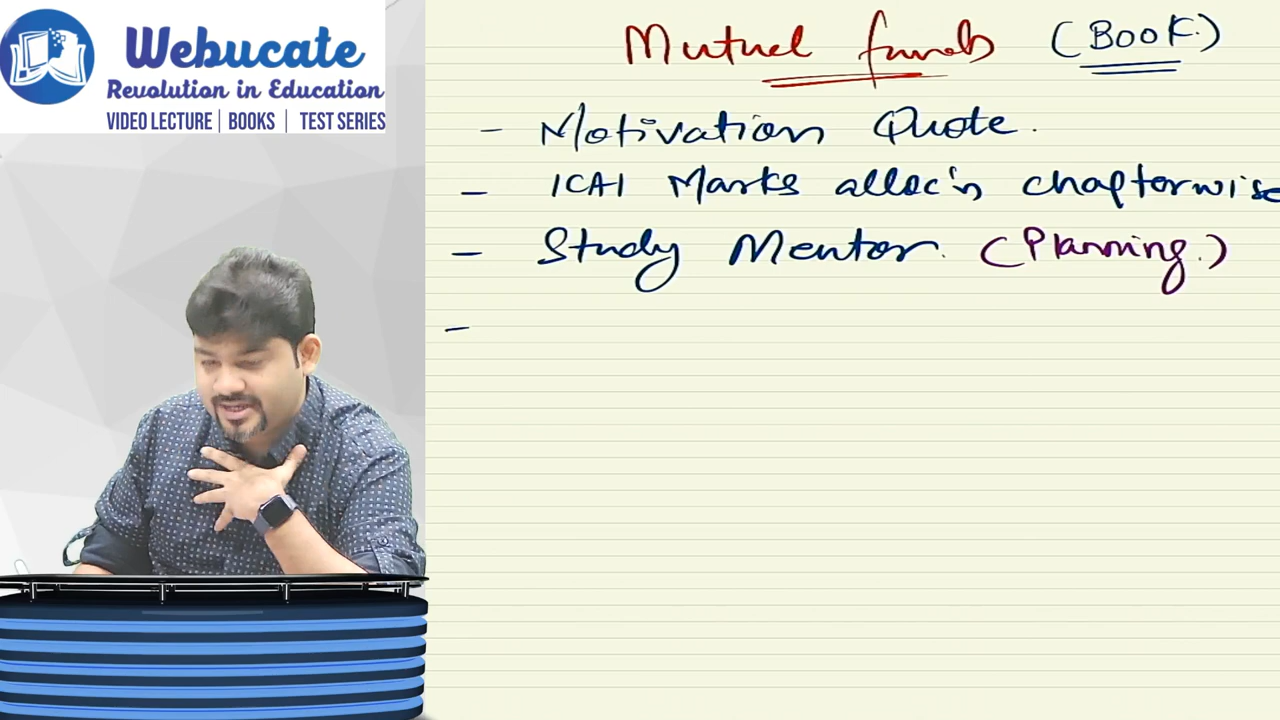 Webucate
Revolution in Education
VIDEO LECTURE | BOOKS | TEST SERIES
Mutual funds (BOOK.)
- Motivation Quote.
- ICAI Marks alloc'n chapterwise
- Study Mentor. (Planning.)
-